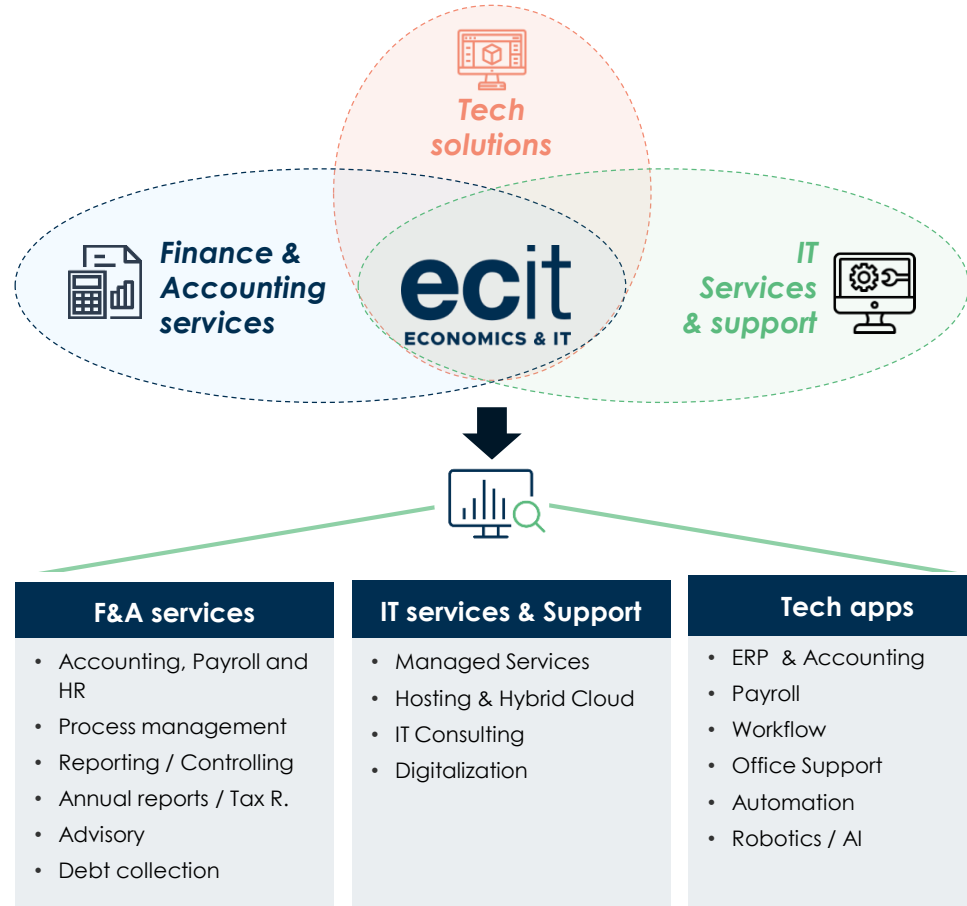 Tech
solutions
Finance &
Accounting
services
ecit
ECONOMICS & IT
IT
Services
& support
F&A services
• Accounting, Payroll and
HR
• Process management
• Reporting / Controlling
• Annual reports / Tax R.
• Advisory
• Debt collection
IT services & Support
• Managed Services
• Hosting & Hybrid Cloud
• IT Consulting
• Digitalization
Tech apps
• ERP & Accounting
• Payroll
• Workflow
• Office Support
• Automation
• Robotics / AI